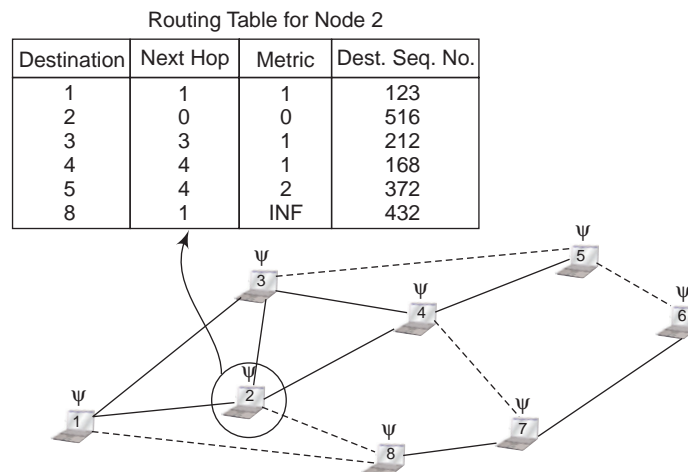 Routing Table for Node 2
Destination Next Hop Metric Dest. Seq. No.
1 1 1 123
2 0 0 516
3 3 1 212
4 4 1 168
5 4 2 372
8 1 INF 432
ψ
5
ψ
3
ψ
4
ψ
6
ψ
2
ψ
1
ψ
7
ψ
8